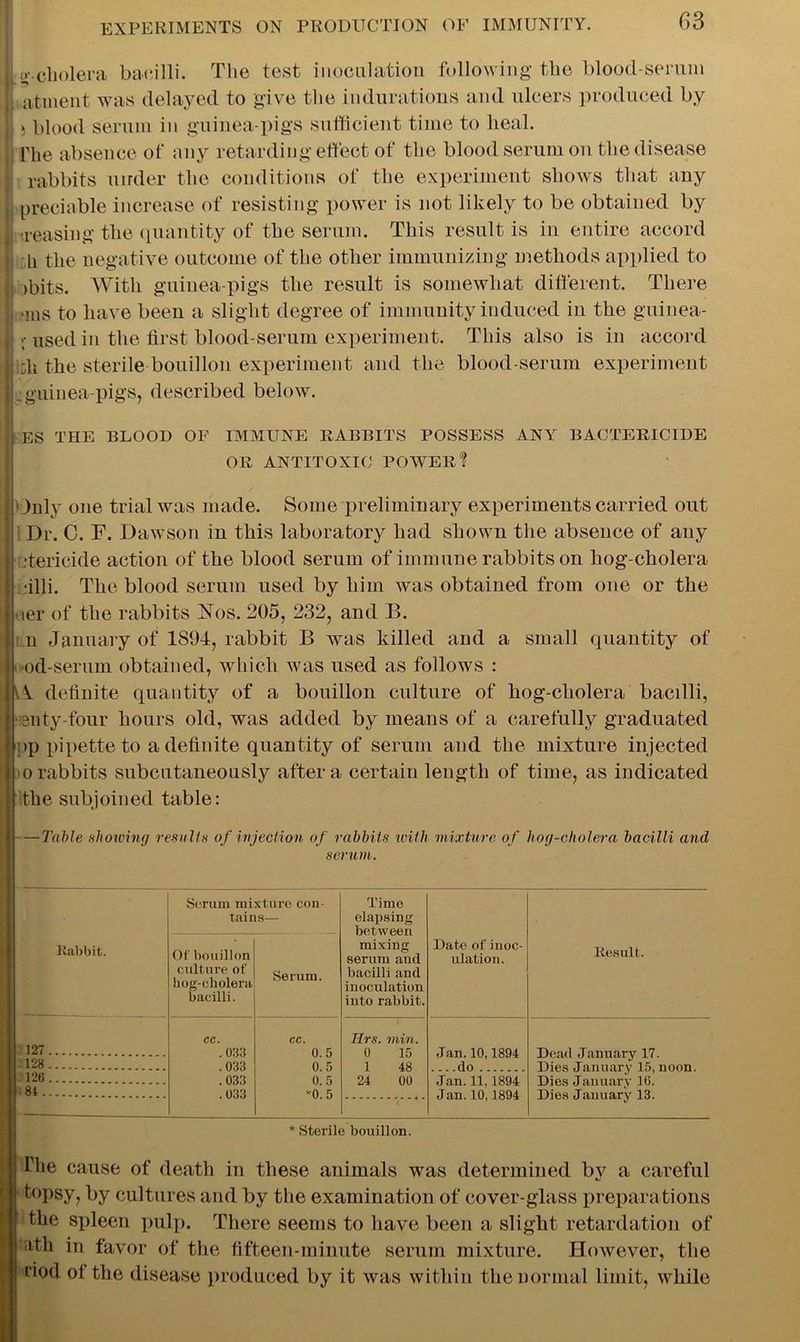 EXPERIMENTS ON PRODUCTION OF IMMUNITY. 63
g-cholera bacilli. The test inoculation following the blood-serum
atment was delayed to give the indurations and ulcers produced by
blood serum in guinea-pigs sufficient time to heal.
The absence of any retarding effect of the blood serum on the disease
rabbits under the conditions of the experiment shows that any
preciable increase of resisting power is not likely to be obtained by
reasing the quantity of the serum. This result is in entire accord
h the negative outcome of the other immunizing methods applied to
bits. With guinea-pigs the result is somewhat different. There
ms to have been a slight degree of immunity induced in the guinea-
used in the first blood-serum experiment. This also is in accord
th the sterile bouillon experiment and the blood-serum experiment
guinea-pigs, described below.
ES THE BLOOD OF IMMUNE RABBITS POSSESS ANY BACTERICIDE
OR ANTITOXIC POWER?
Only one trial was made. Some preliminary experiments carried out
Dr. C. F. Dawson in this laboratory had shown the absence of any
tericide action of the blood serum of immune rabbits on hog-cholera
illi. The blood serum used by him was obtained from one or the
er of the rabbits Nos. 205, 232, and B.
n January of 1894, rabbit B was killed and a small quantity of
od-serum obtained, which was used as follows :
A definite quantity of a bouillon culture of hog-cholera bacilli,
enty-four hours old, was added by means of a carefully graduated
op pipette to a definite quantity of serum and the mixture injected
o rabbits subcutaneously after a certain length of time, as indicated
the subjoined table:
—Table showing results of injection of rabbits with mixture of hog-cholera bacilli and
serum.
Rabbit. Serum mixture contains— Of bouillon culture of hog-cholera bacilli. Serum. Time elapsing between mixing serum and bacilli and inoculation into rabbit. Date of inoculation. Result.
cc. cc. Hrs. min.
127 .033 0.5 0 15 Jan. 10, 1894 Dead January 17.
128 .033 0.5 1 48 ....do Dies January 15, noon.
126 .033 0.5 24 00 Jan. 11, 1894 Dies January 16.
84 .033 *0.5 Jan. 10, 1894 Dies January 13.
* Sterile bouillon.
The cause of death in these animals was determined by a careful
topsy, by cultures and by the examination of cover-glass preparations
the spleen pulp. There seems to have been a slight retardation of
ath in favor of the fifteen-minute serum mixture. However, the
riod of the disease produced by it was within the normal limit, while